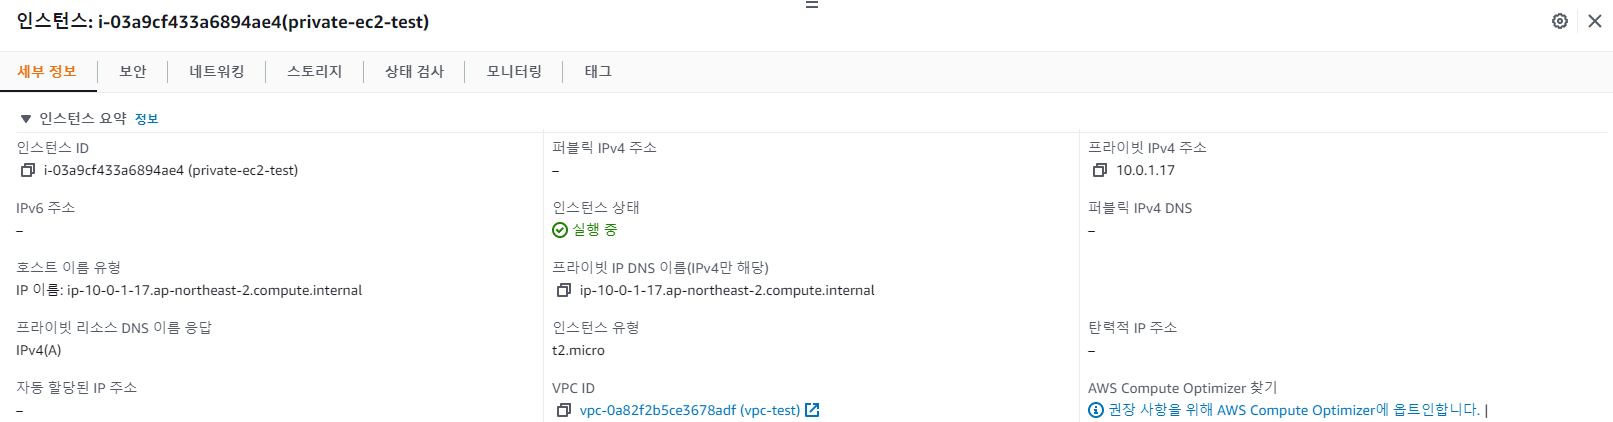 인스턴스: i-03a9cf433a6894ae4(private-ec2-test)
세부 정보 보안 네트워킹 스토리지 상태 검사 모니터링 태그
▼ 인스턴스 요약 정보
인스턴스 ID
i-03a9cf433a6894ae4 (private-ec2-test)
퍼블릭 IPv4 주소
–
프라이빗 IPv4 주소
10.0.1.17
IPv6 주소
–
인스턴스 상태
실행 중
퍼블릭 IPv4 DNS
–
호스트 이름 유형
IP 이름: ip-10-0-1-17.ap-northeast-2.compute.internal
프라이빗 IP DNS 이름(IPv4만 해당)
ip-10-0-1-17.ap-northeast-2.compute.internal
프라이빗 리소스 DNS 이름 응답
IPv4(A)
인스턴스 유형
t2.micro
탄력적 IP 주소
–
자동 할당된 IP 주소
–
VPC ID
vpc-0a82f2b5ce3678adf (vpc-test)
AWS Compute Optimizer 찾기
권장 사항을 위해 AWS Compute Optimizer에 옵트인합니다. |